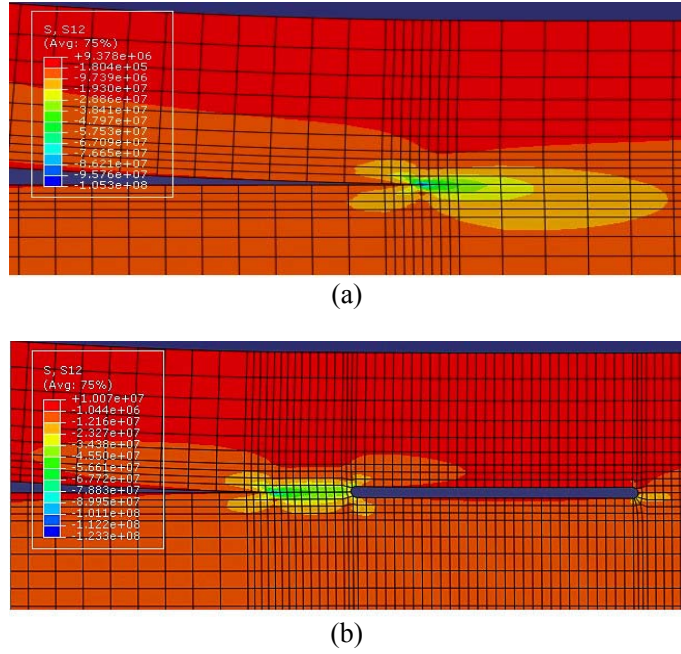 S, S12
(Avg: 75%)
+9.378e+06
-1.804e+05
-9.739e+06
-1.930e+07
-2.886e+07
-3.841e+07
-4.797e+07
-5.753e+07
-6.709e+07
-7.665e+07
-8.621e+07
-9.576e+07
-1.053e+08
(a)
S, S12
(Avg: 75%)
+1.007e+07
-1.044e+06
-1.216e+07
-2.327e+07
-3.438e+07
-4.550e+07
-5.661e+07
-6.772e+07
-7.883e+07
-8.995e+07
-1.011e+08
-1.122e+08
-1.233e+08
(b)